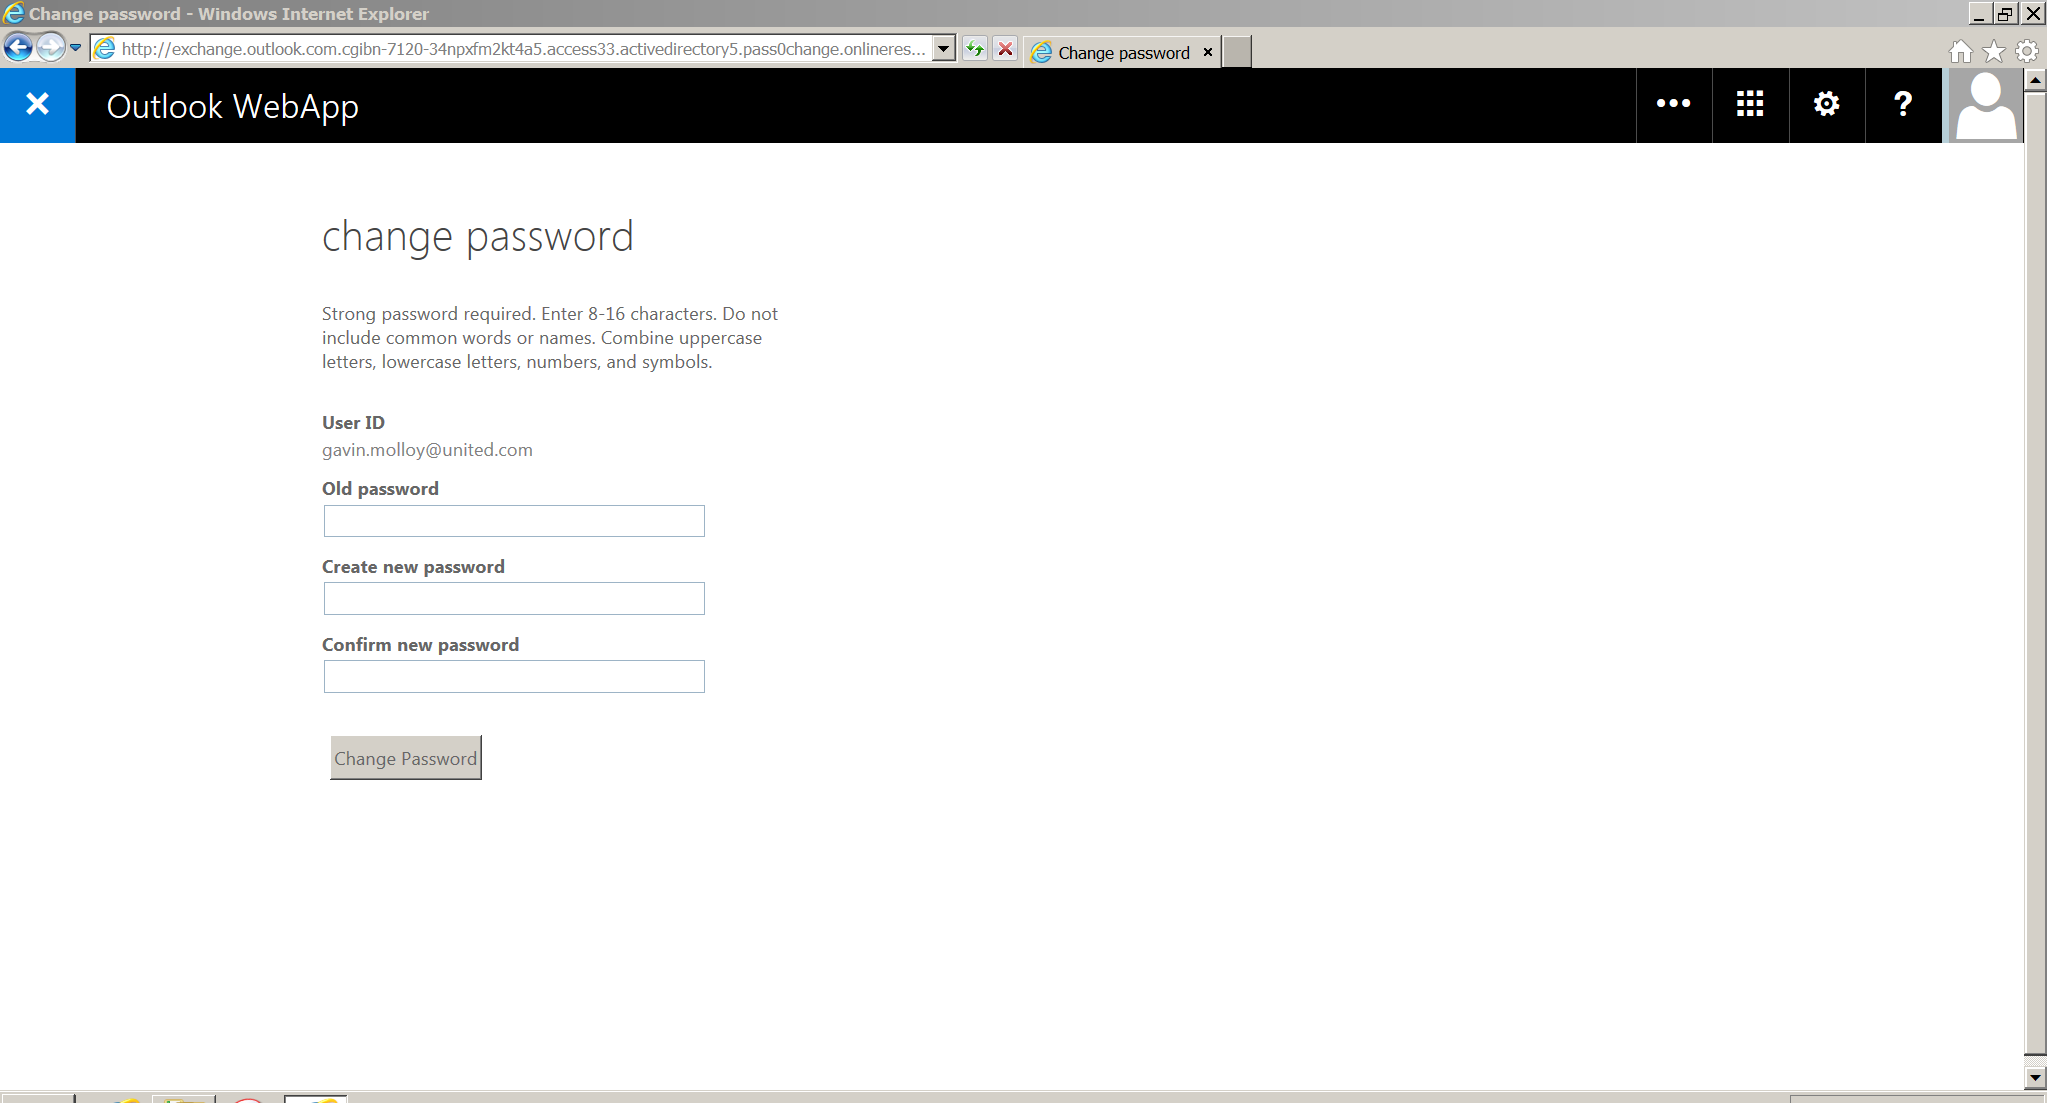 Change password - Windows Internet Explorer
http://exchange.outlook.com.cgibn-7120-34npxfm2kt4a5.access33.activedirectory5.pass0change.onlineres...
Change password
Outlook WebApp
?
change password
Strong password required. Enter 8-16 characters. Do not
include common words or names. Combine uppercase
letters, lowercase letters, numbers, and symbols.
User ID
gavin.molloy@united.com
Old password
Create new password
Confirm new password
Change Password